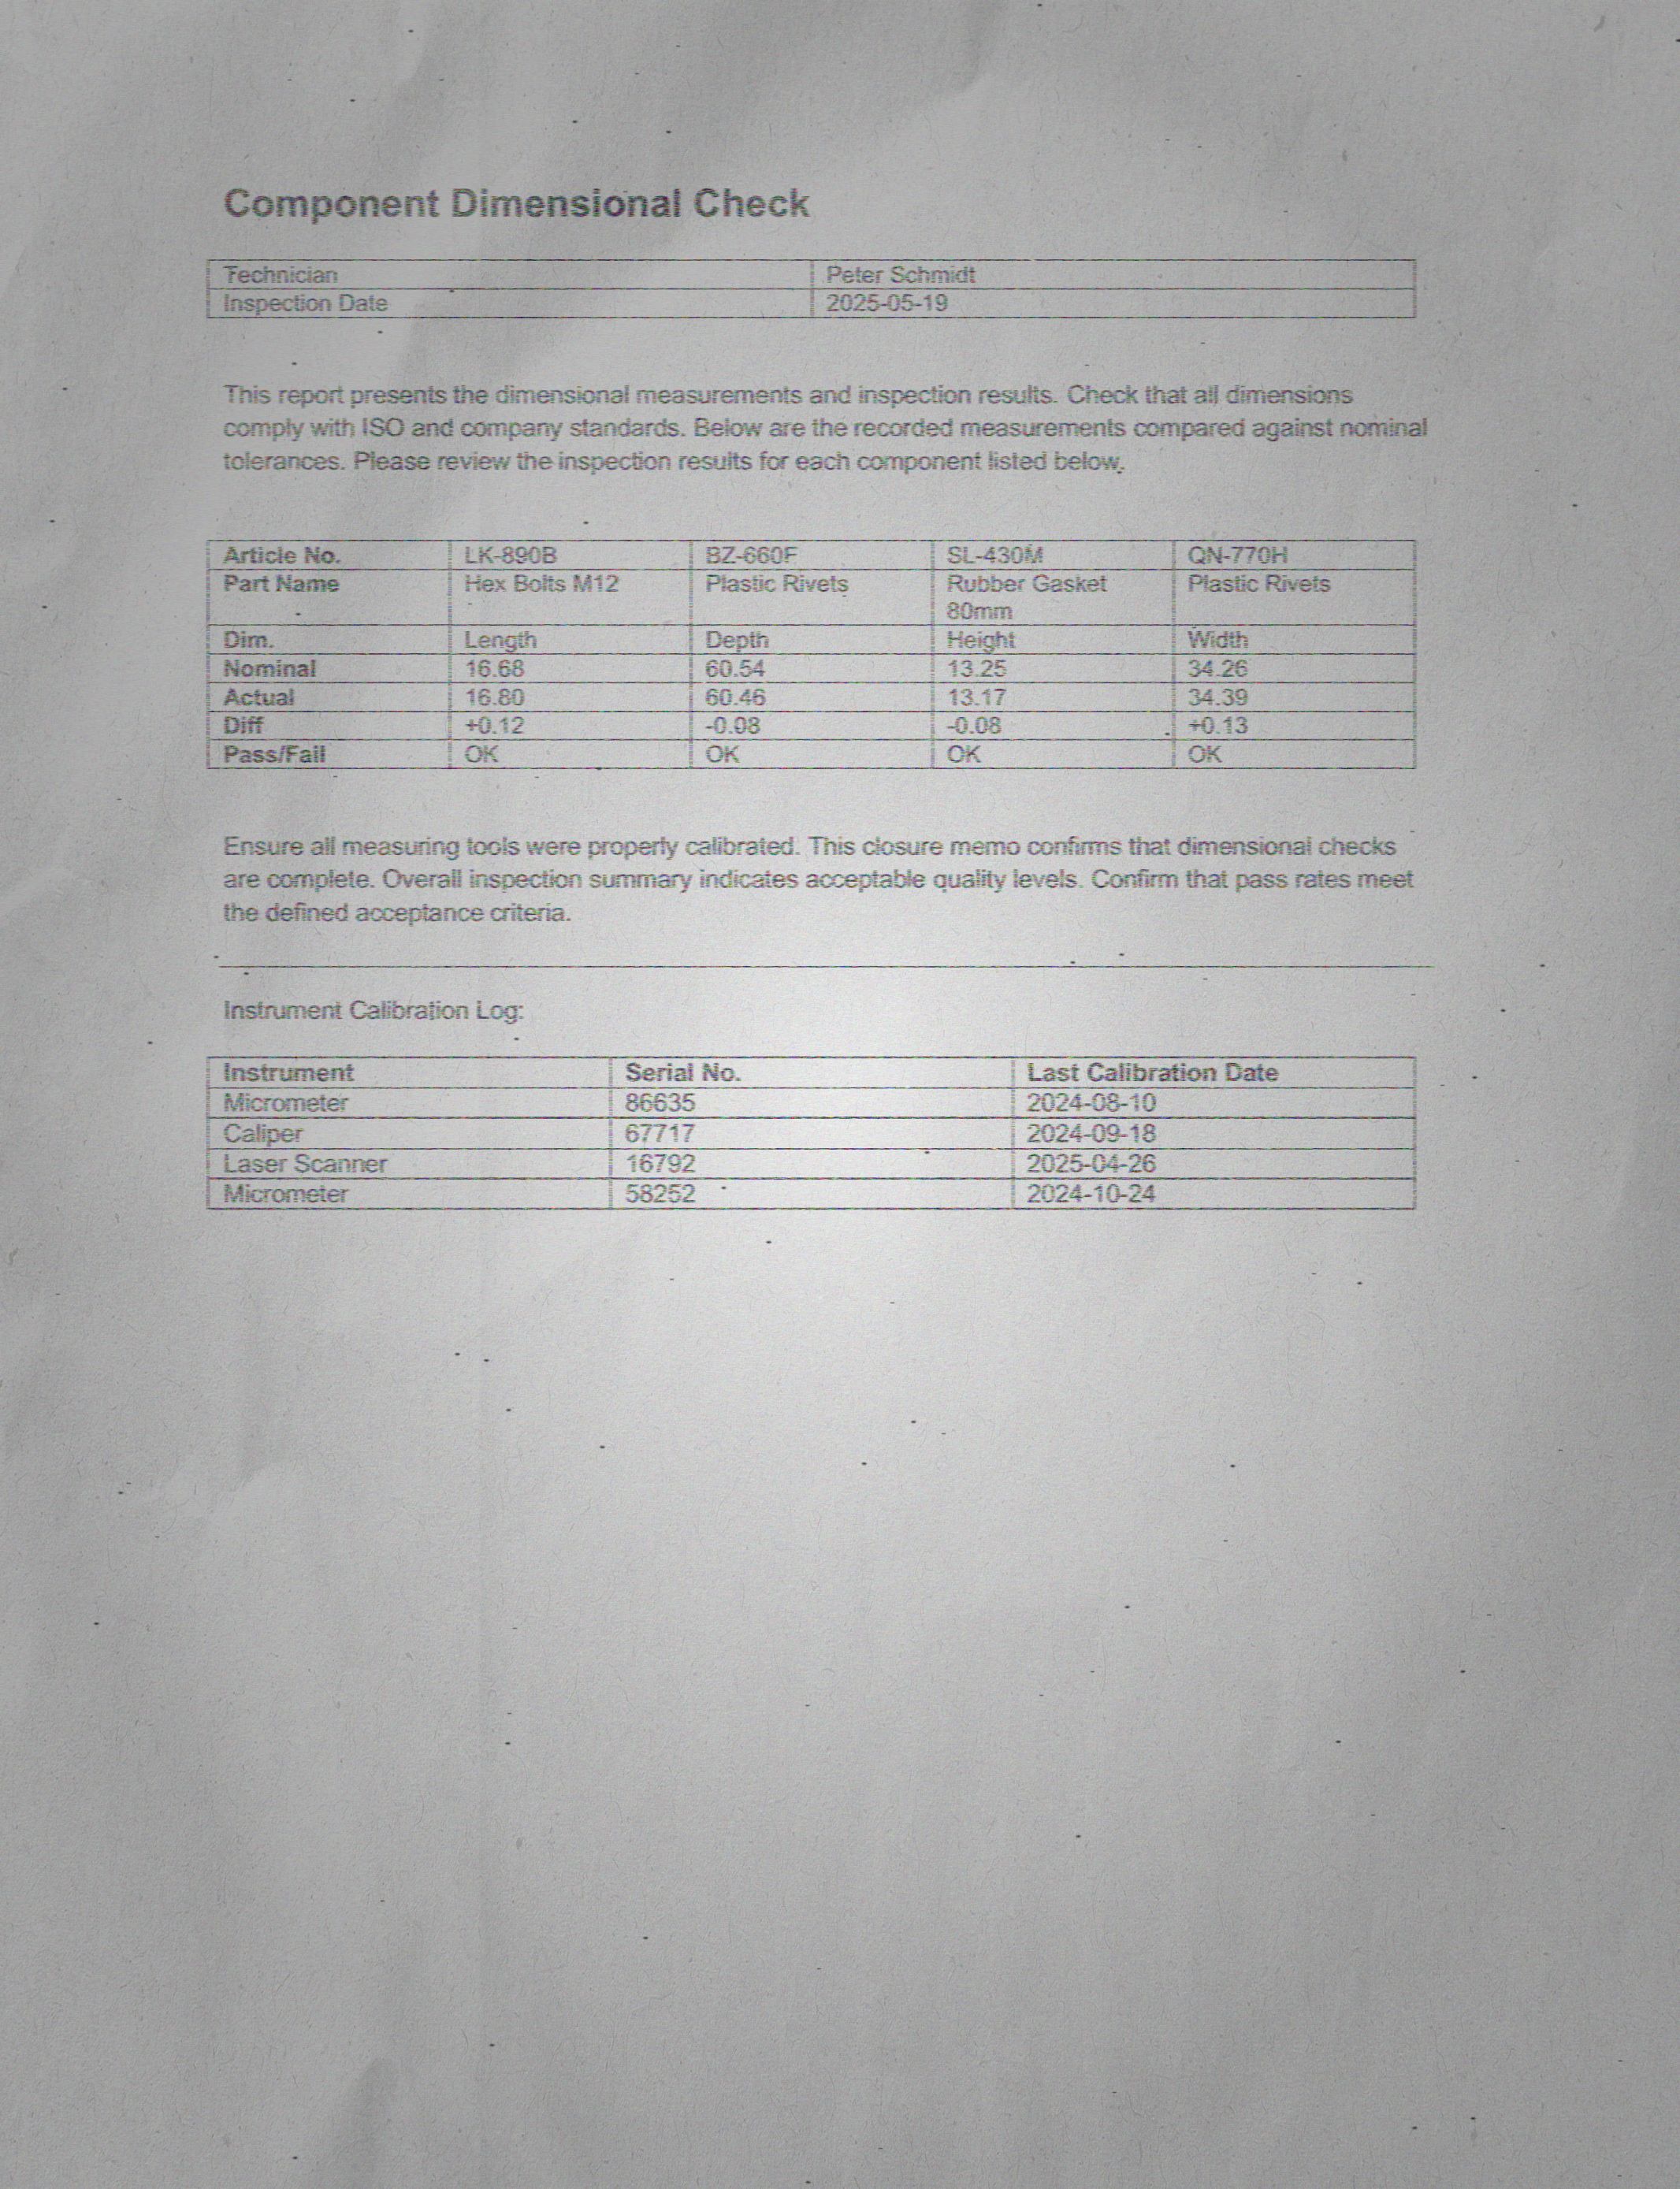 Component Dimensional Check
Technician Peter Schmidt
Inspection Date 2025-05-19
This report presents the dimensional measurements and inspection results. Check that all dimensions
comply with ISO and company standards. Below are the recorded measurements compared against nominal
tolerances. Please review the inspection results for each component listed below.
Article No. LK-890B BZ-660F SL-430M QN-770H
Part Name Hex Bolts M12 Plastic Rivets Rubber Gasket Plastic Rivets
80mm
Dim. Length Depth Height Width
Nominal 16.68 60.54 13.25 34.26
Actual 16.80 60.46 13.17 34.39
Diff +0.12 -0.08 -0.08 +0.13
Pass/Fail OK OK OK OK
Ensure all measuring tools were properly calibrated. This closure memo confirms that dimensional checks
are complete. Overall inspection summary indicates acceptable quality levels. Confirm that pass rates meet
the defined acceptance criteria.
Instrument Calibration Log:
Instrument Serial No. Last Calibration Date
Micrometer 86635 2024-08-10
Caliper 67717 2024-09-18
Laser Scanner 16792 2025-04-26
Micrometer 58252 2024-10-24